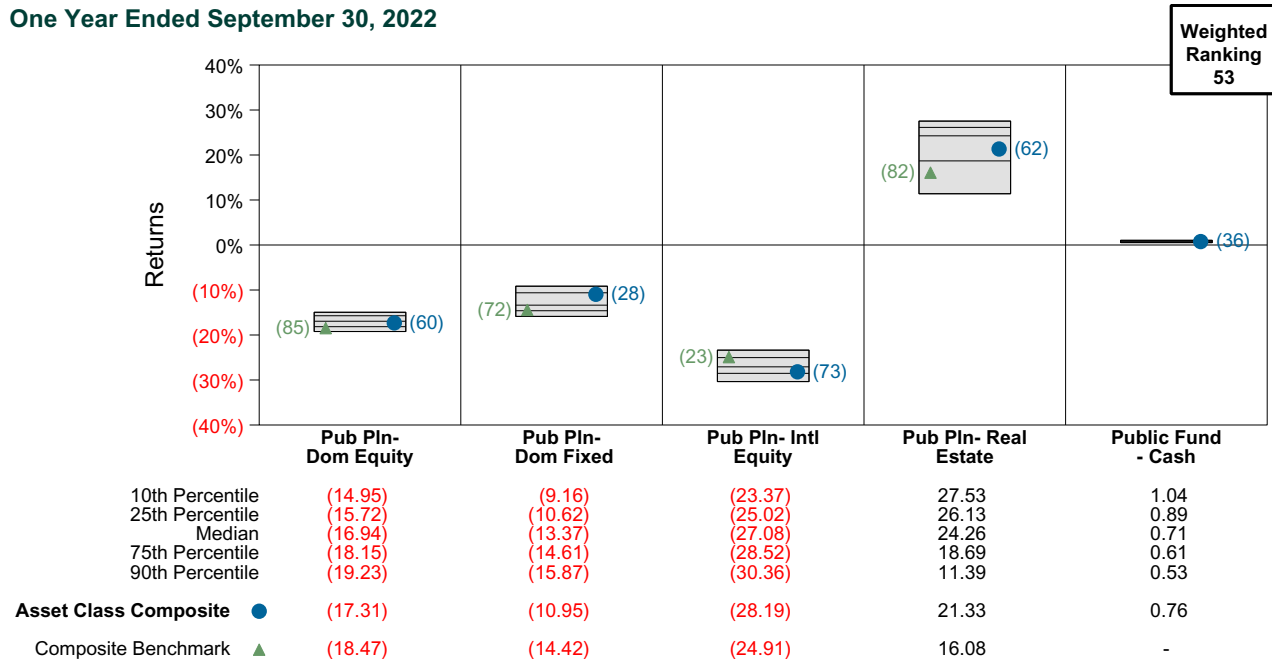 One Year Ended September 30, 2022
Weighted
Ranking
53
Returns
40%
30%
20%
10%
0%
(10%)
(20%)
(30%)
(40%)
(85)
(60)
(72)
(28)
(23)
(73)
(82)
(62)
(36)
Pub Pln- Dom Equity
Pub Pln- Dom Fixed
Pub Pln- Intl Equity
Pub Pln- Real Estate
Public Fund - Cash
10th Percentile (14.95) (9.16) (23.37) 27.53 1.04
25th Percentile (15.72) (10.62) (25.02) 26.13 0.89
Median (16.94) (13.37) (27.08) 24.26 0.71
75th Percentile (18.15) (14.61) (28.52) 18.69 0.61
90th Percentile (19.23) (15.87) (30.36) 11.39 0.53
Asset Class Composite (17.31) (10.95) (28.19) 21.33 0.76
Composite Benchmark (18.47) (14.42) (24.91) 16.08 -